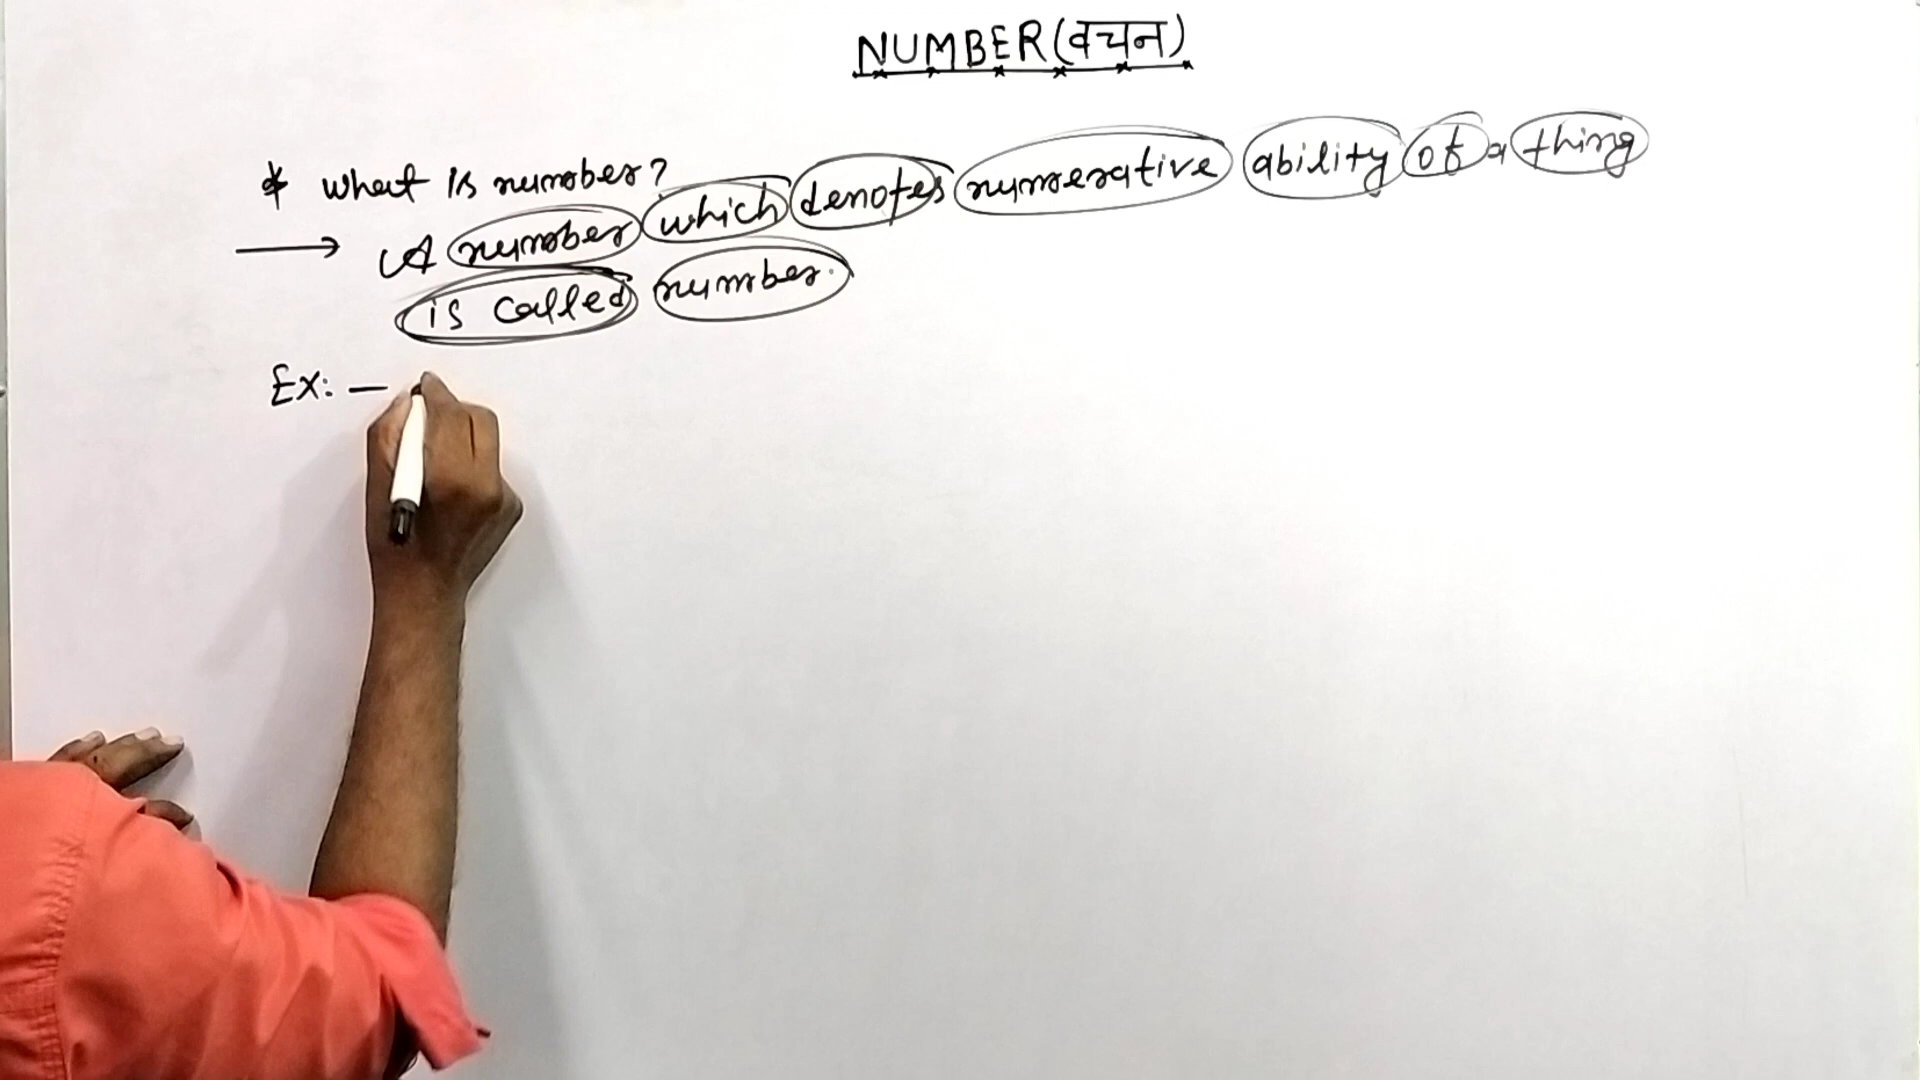 NUMBER (वचन)
* What is number?
→ A number which denotes numerative ability of a thing
is called number.
Ex: —